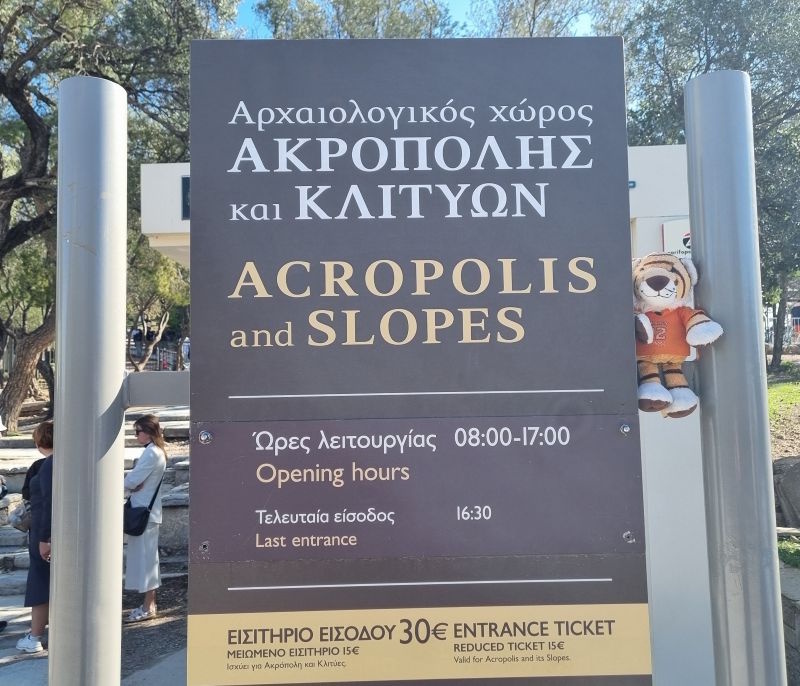 Αρχαιολογικός χώρος
ΑΚΡΟΠΟΛΗΣ
και ΚΛΙΤΥΩΝ
ACROPOLIS
and SLOPES
Ώρες λειτουργίας 08:00-17:00
Opening hours
Τελευταία είσοδος 16:30
Last entrance
ΕΙΣΙΤΗΡΙΟ ΕΙΣΟΔΟΥ 30€ ENTRANCE TICKET
ΜΕΙΩΜΕΝΟ ΕΙΣΙΤΗΡΙΟ 15€ REDUCED TICKET 15€
Ισχύει για Ακρόπολη και Κλιτύες. Valid for Acropolis and its Slopes.